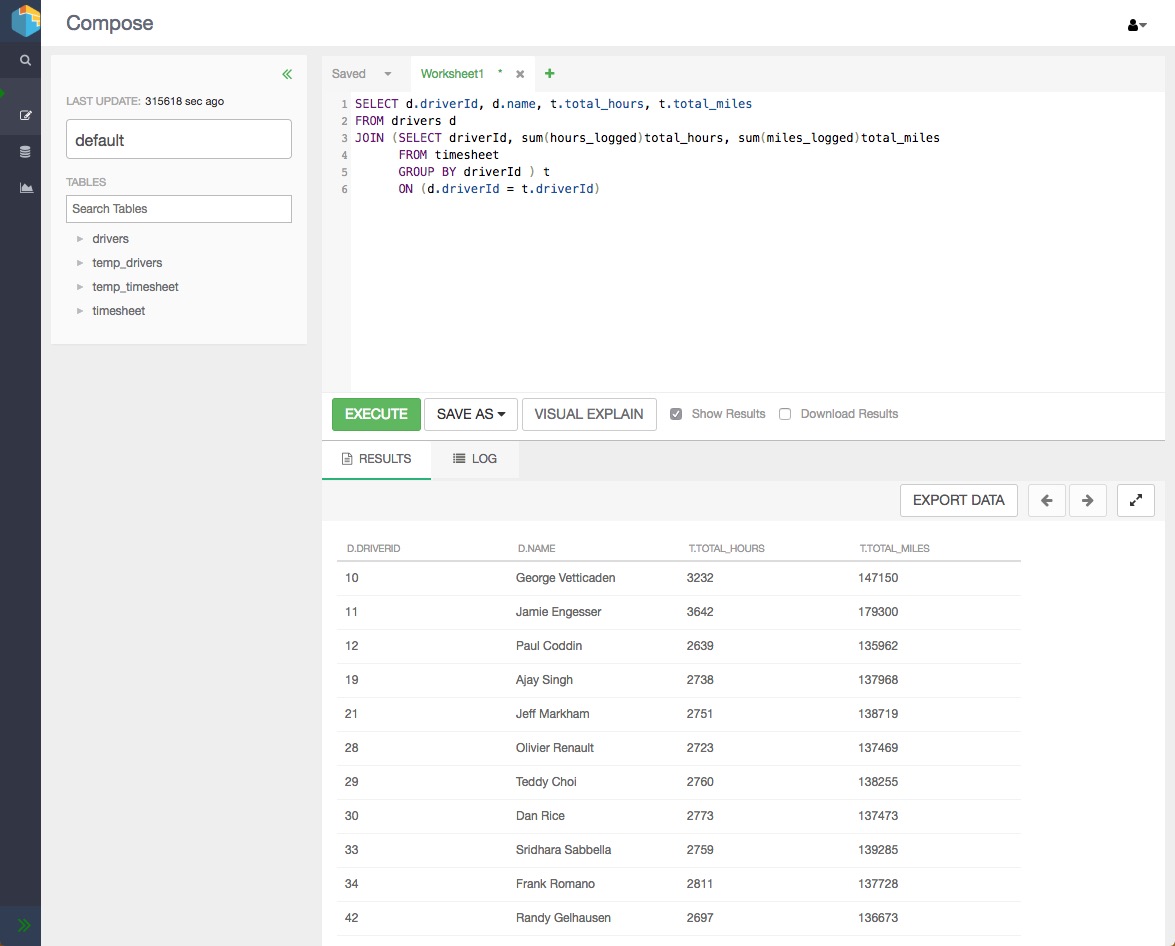 Compose
LAST UPDATE: 315618 sec ago
default
TABLES
Search Tables
drivers
temp_drivers
temp_timesheet
timesheet
Saved
Worksheet1 *
1 SELECT d.driverId, d.name, t.total_hours, t.total_miles
2 FROM drivers d
3 JOIN (SELECT driverId, sum(hours_logged)total_hours, sum(miles_logged)total_miles
4 FROM timesheet
5 GROUP BY driverId ) t
6 ON (d.driverId = t.driverId)
EXECUTE SAVE AS VISUAL EXPLAIN Show Results Download Results
RESULTS LOG
EXPORT DATA
D.DRIVERID D.NAME T.TOTAL_HOURS T.TOTAL_MILES
10 George Vetticaden 3232 147150
11 Jamie Engesser 3642 179300
12 Paul Coddin 2639 135962
19 Ajay Singh 2738 137968
21 Jeff Markham 2751 138719
28 Olivier Renault 2723 137469
29 Teddy Choi 2760 138255
30 Dan Rice 2773 137473
33 Sridhara Sabbella 2759 139285
34 Frank Romano 2811 137728
42 Randy Gelhausen 2697 136673